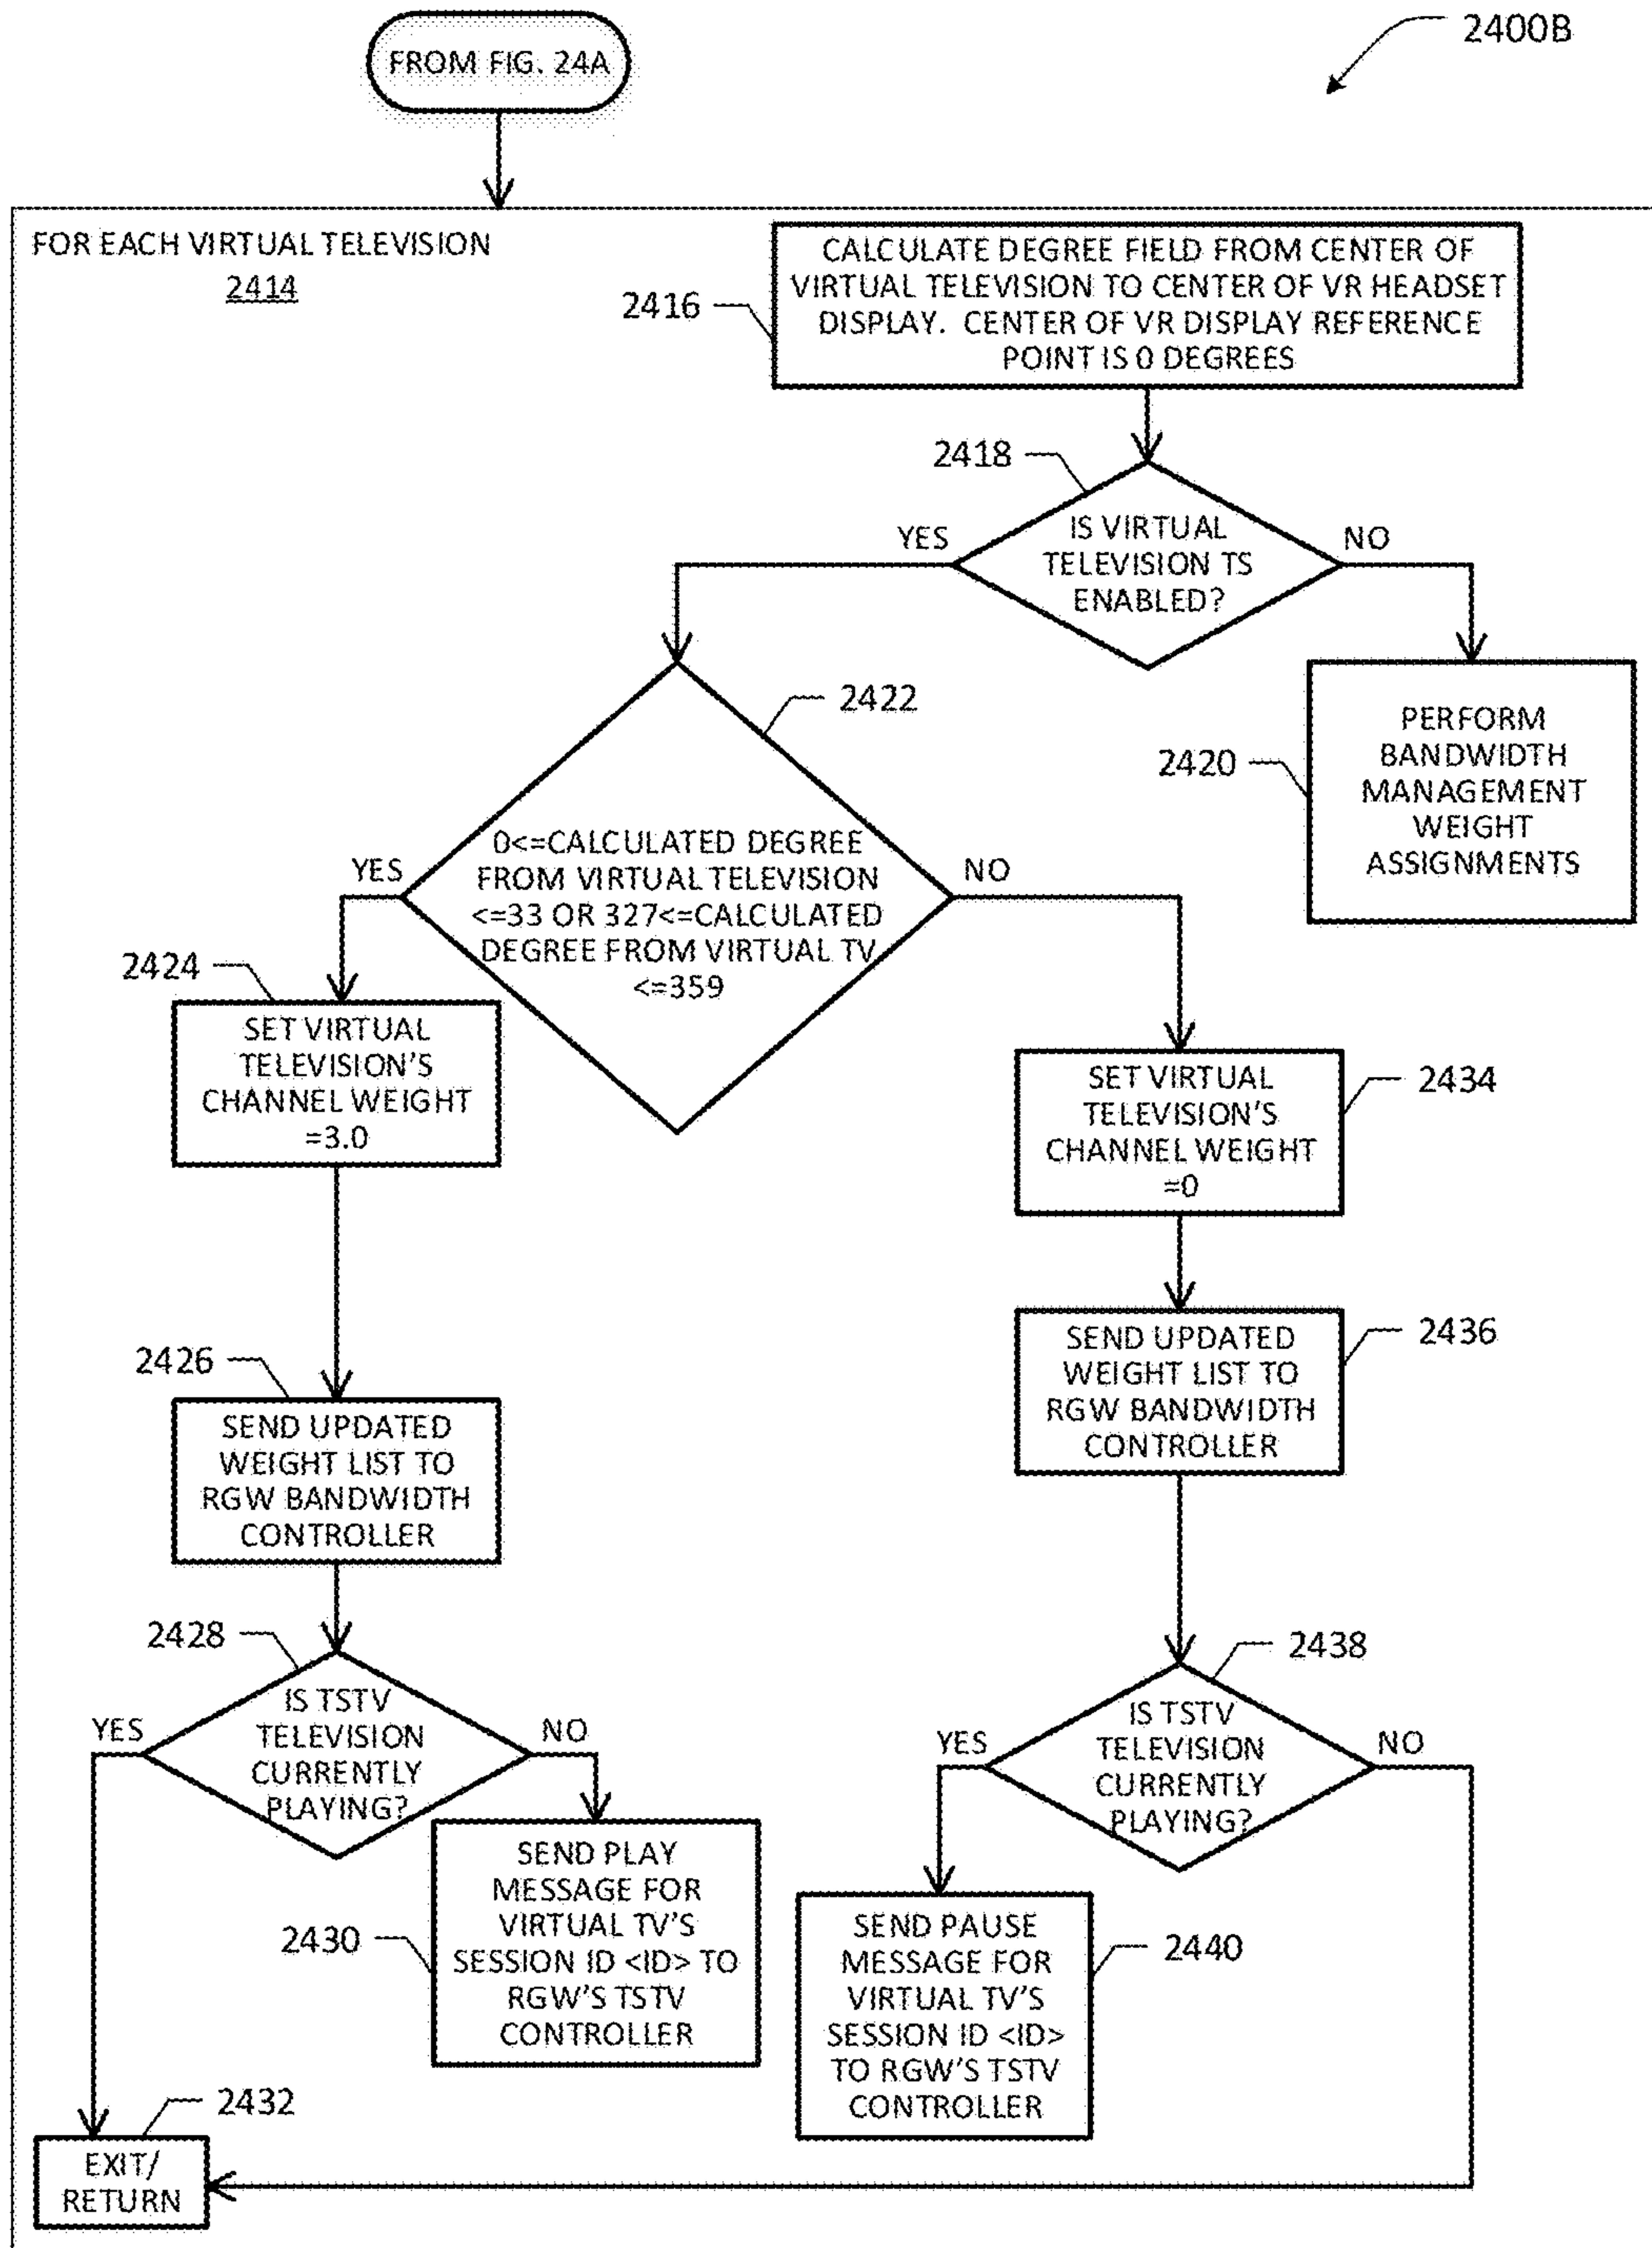 2400B
FROM FIG. 24A
FOR EACH VIRTUAL TELEVISION
2414
2416
CALCULATE DEGREE FIELD FROM CENTER OF
VIRTUAL TELEVISION TO CENTER OF VR HEADSET
DISPLAY. CENTER OF VR DISPLAY REFERENCE
POINT IS 0 DEGREES
2418
IS VIRTUAL
TELEVISION TS
ENABLED?
YES
NO
2420
PERFORM
BANDWIDTH
MANAGEMENT
WEIGHT
ASSIGNMENTS
2422
0<=CALCULATED DEGREE
FROM VIRTUAL TELEVISION
<=33 OR 327<=CALCULATED
DEGREE FROM VIRTUAL TV
<=359
YES
NO
2424
SET VIRTUAL
TELEVISION'S
CHANNEL WEIGHT
=3.0
2434
SET VIRTUAL
TELEVISION'S
CHANNEL WEIGHT
=0
2426
SEND UPDATED
WEIGHT LIST TO
RGW BANDWIDTH
CONTROLLER
2436
SEND UPDATED
WEIGHT LIST TO
RGW BANDWIDTH
CONTROLLER
2428
IS TSTV
TELEVISION
CURRENTLY
PLAYING?
YES
NO
2438
IS TSTV
TELEVISION
CURRENTLY
PLAYING?
YES
NO
2430
SEND PLAY
MESSAGE FOR
VIRTUAL TV'S
SESSION ID <ID> TO
RGW'S TSTV
CONTROLLER
2440
SEND PAUSE
MESSAGE FOR
VIRTUAL TV'S
SESSION ID <ID>
TO RGW'S TSTV
CONTROLLER
2432
EXIT/
RETURN